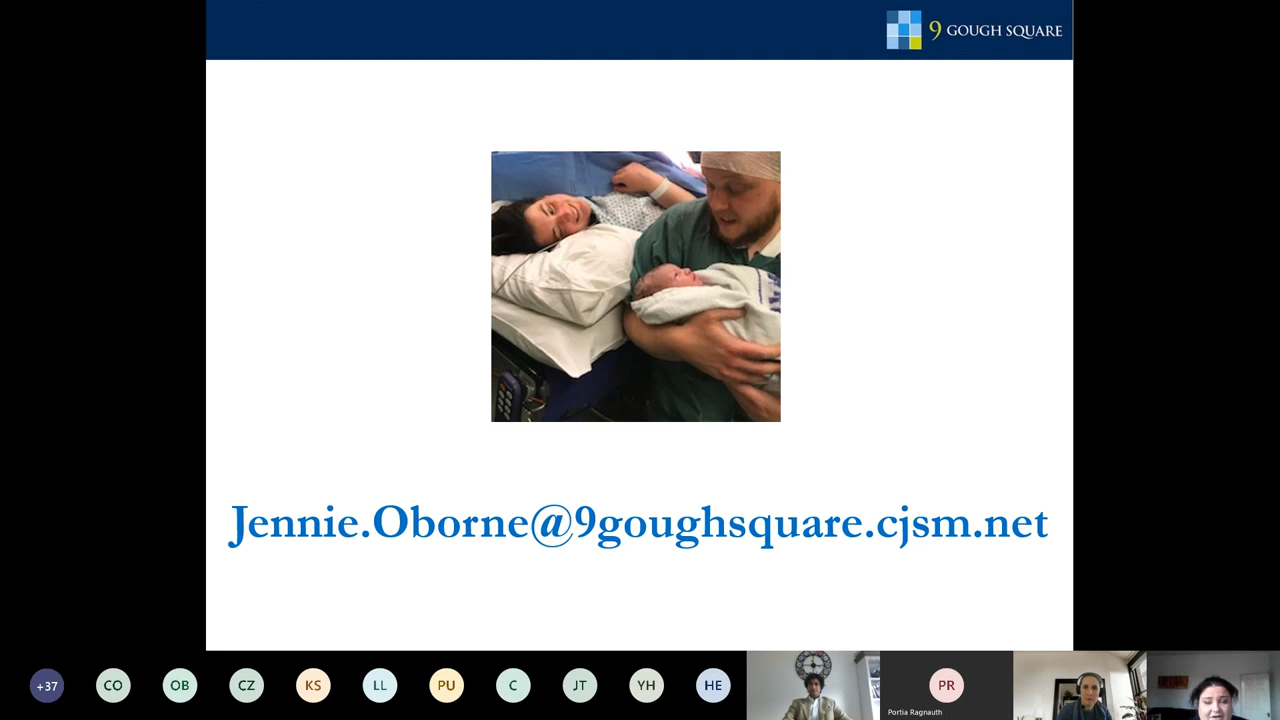 9 GOUGH SQUARE
Jennie.Oborne@9goughsquare.cjsm.net
+37
CO
OB
CZ
KS
LL
PU
C
JT
YH
HE
PR
Portia Ragnauth